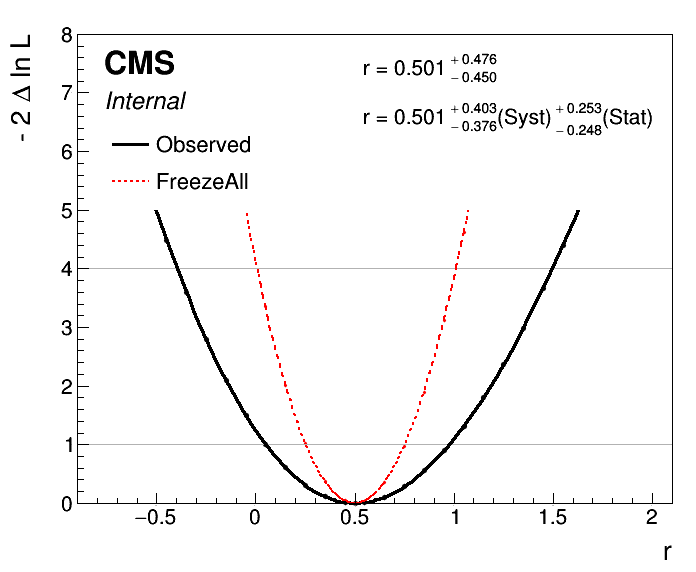 - 2 Δ ln L
8
7
6
5
4
3
2
1
0
CMS
Internal
Observed
FreezeAll
r = 0.501 +0.476 −0.450
r = 0.501 +0.403 −0.376 (Syst) +0.253 −0.248 (Stat)
−0.5 0 0.5 1 1.5 2
r